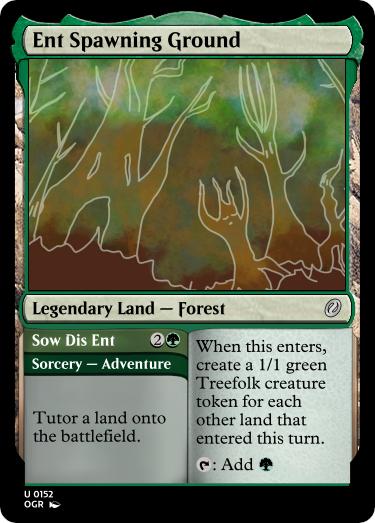 Ent Spawning Ground
Legendary Land — Forest
Sow Dis Ent 2
Sorcery — Adventure
Tutor a land onto
the battlefield.
When this enters,
create a 1/1 green
Treefolk creature
token for each
other land that
entered this turn.
: Add
U 0152
OGR